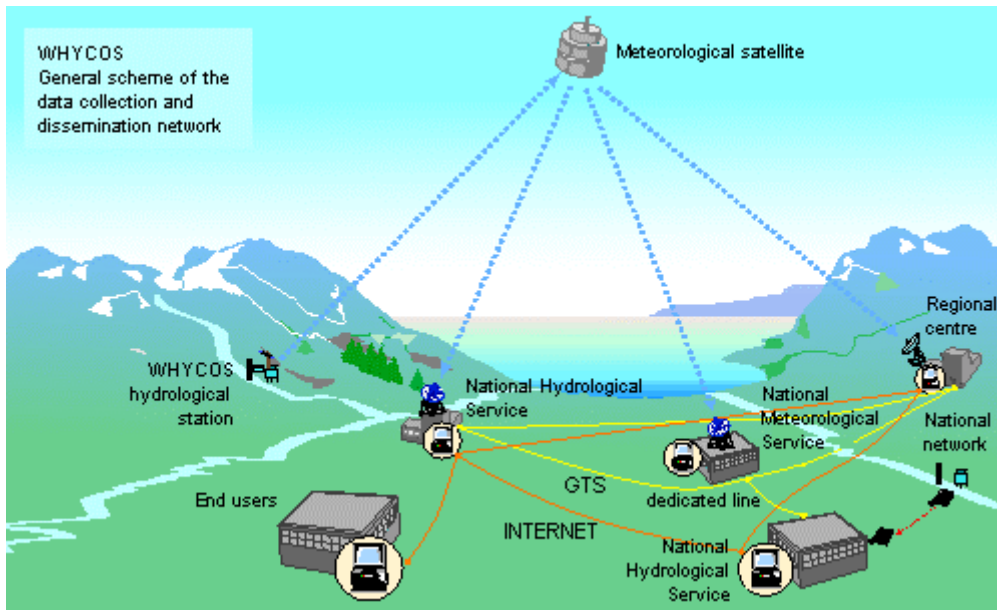 WHYCOS
General scheme of the
data collection and
dissemination network
Meteorological satellite
Regional
centre
WHYCOS
hydrological
station
National Hydrological
Service
National
Meteorological
Service
National
network
End users
GTS
dedicated line
INTERNET
National
Hydrological
Service